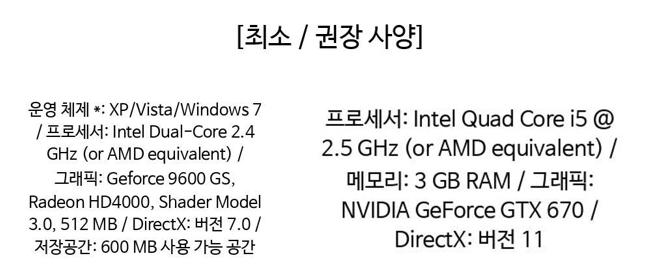 [최소 / 권장 사양]
운영 체제 *: XP/Vista/Windows 7
/ 프로세서: Intel Dual-Core 2.4
GHz (or AMD equivalent) /
그래픽: Geforce 9600 GS,
Radeon HD4000, Shader Model
3.0, 512 MB / DirectX: 버전 7.0 /
저장공간: 600 MB 사용 가능 공간
프로세서: Intel Quad Core i5 @
2.5 GHz (or AMD equivalent) /
메모리: 3 GB RAM / 그래픽:
NVIDIA GeForce GTX 670 /
DirectX: 버전 11